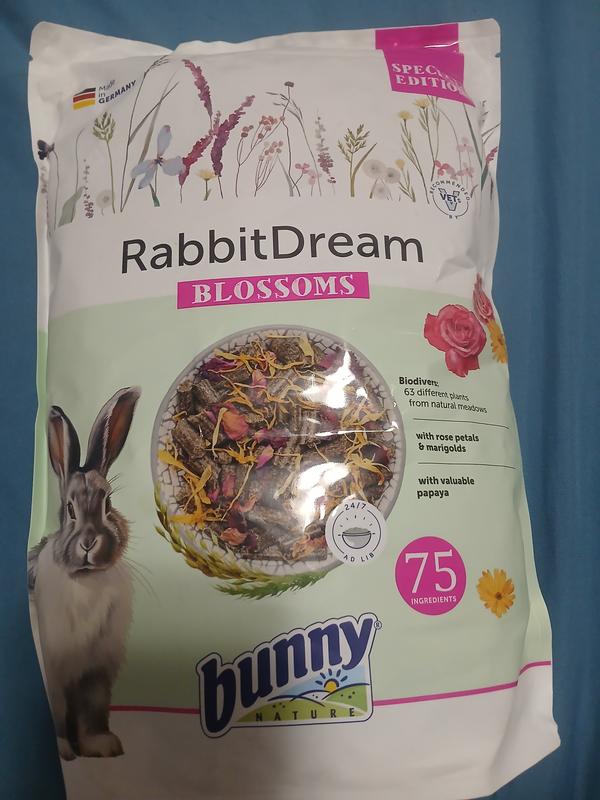 Made
in
GERMANY
SPECIAL
EDITION
RECOMMENDED
VET
BY
RabbitDream
BLOSSOMS
Biodivers:
63 different plants
from natural meadows
with rose petals
& marigolds
with valuable
papaya
24/7
AD LIB
75
INGREDIENTS
bunny®
NATURE